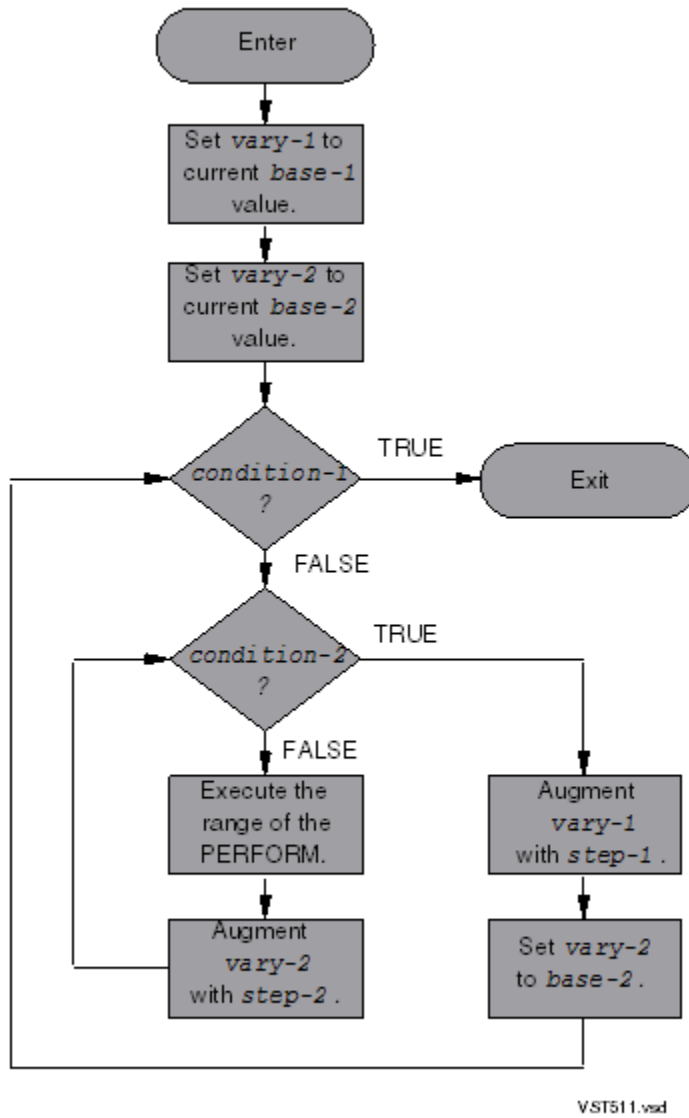 Enter
Set vary-1 to
current base-1
value.
Set vary-2 to
current base-2
value.
condition-1
?
TRUE
Exit
FALSE
condition-2
?
TRUE
FALSE
Execute the
range of the
PERFORM.
Augment
vary-2
with step-2.
Augment
vary-1
with step-1.
Set vary-2
to base-2.
VST511.vsd